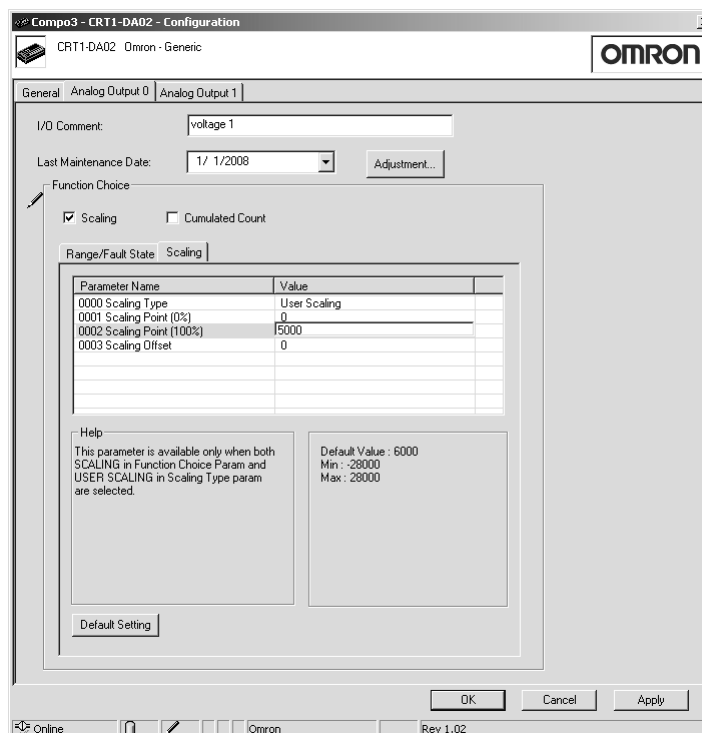 Compo3 - CRT1-DA02 - Configuration
CRT1-DA02 Omron - Generic
OMRON
General
Analog Output 0
Analog Output 1
I/O Comment:
voltage 1
Last Maintenance Date:
1/ 1/2008
Adjustment...
Function Choice
Scaling
Cumulated Count
Range/Fault State
Scaling
Parameter Name Value
0000 Scaling Type User Scaling
0001 Scaling Point (0%) 0
0002 Scaling Point (100%) 5000
0003 Scaling Offset 0
Help
This parameter is available only when both
SCALING in Function Choice Param and
USER SCALING in Scaling Type param
are selected.
Default Value : 6000
Min : -28000
Max : 28000
Default Setting
OK
Cancel
Apply
Online
Omron
Rev 1.02